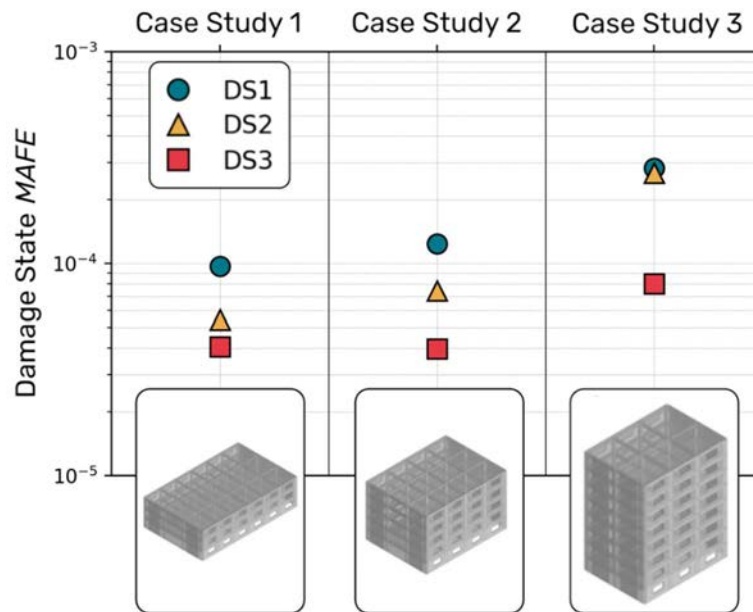 Case Study 1 Case Study 2 Case Study 3
10⁻³
DS1
DS2
DS3
10⁻⁴
10⁻⁵
Damage State MAFE